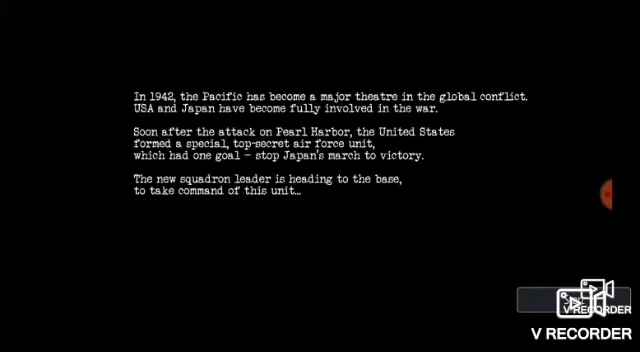 In 1942, the Pacific has become a major theatre in the global conflict.
USA and Japan have become fully involved in the war.
Soon after the attack on Pearl Harbor, the United States
formed a special, top-secret air force unit,
which had one goal – stop Japan's march to victory.
The new squadron leader is heading to the base,
to take command of this unit...
V RECORDER
V RECORDER